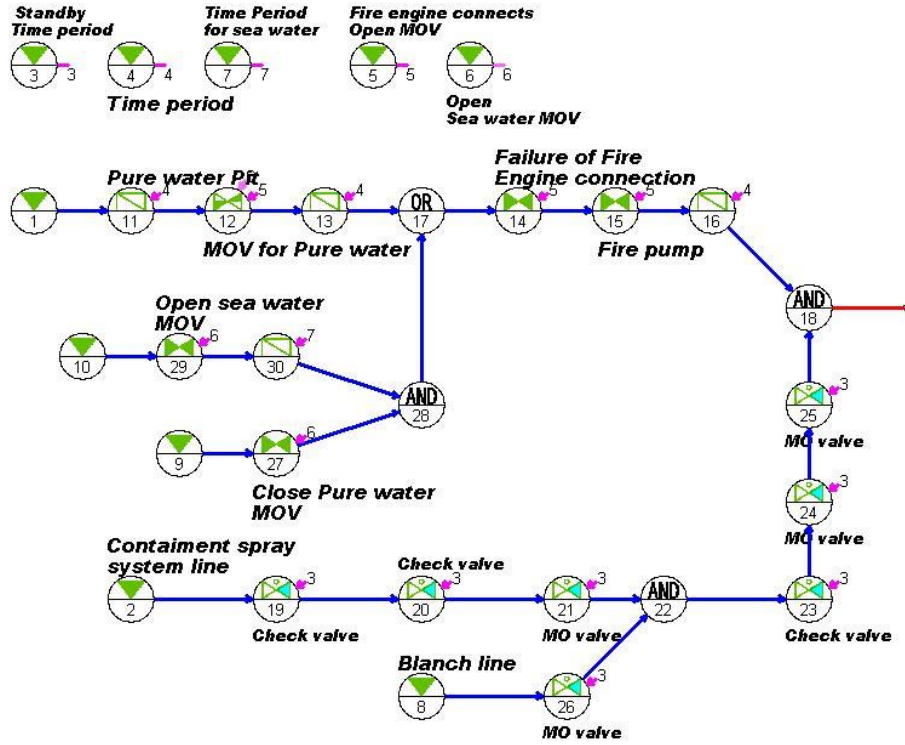 Standby
Time period
Time Period
for sea water
Fire engine connects
Open MOV
3 3
4 4
7 7
5 5
6 6
Time period
Open
Sea water MOV
Pure water Pit
Failure of Fire
Engine connection
4
5
4
5
5
4
1
11
12
13
OR
17
14
15
16
MOV for Pure water
Fire pump
Open sea water
MOV
AND
18
6
7
10
29
30
AND
28
3
25
MO valve
6
9
27
Close Pure water
MOV
3
24
MO valve
Contaiment spray
system line
Check valve
3
3
3
3
2
19
20
21
AND
22
23
Check valve
MO valve
Check valve
Blanch line
3
8
26
MO valve